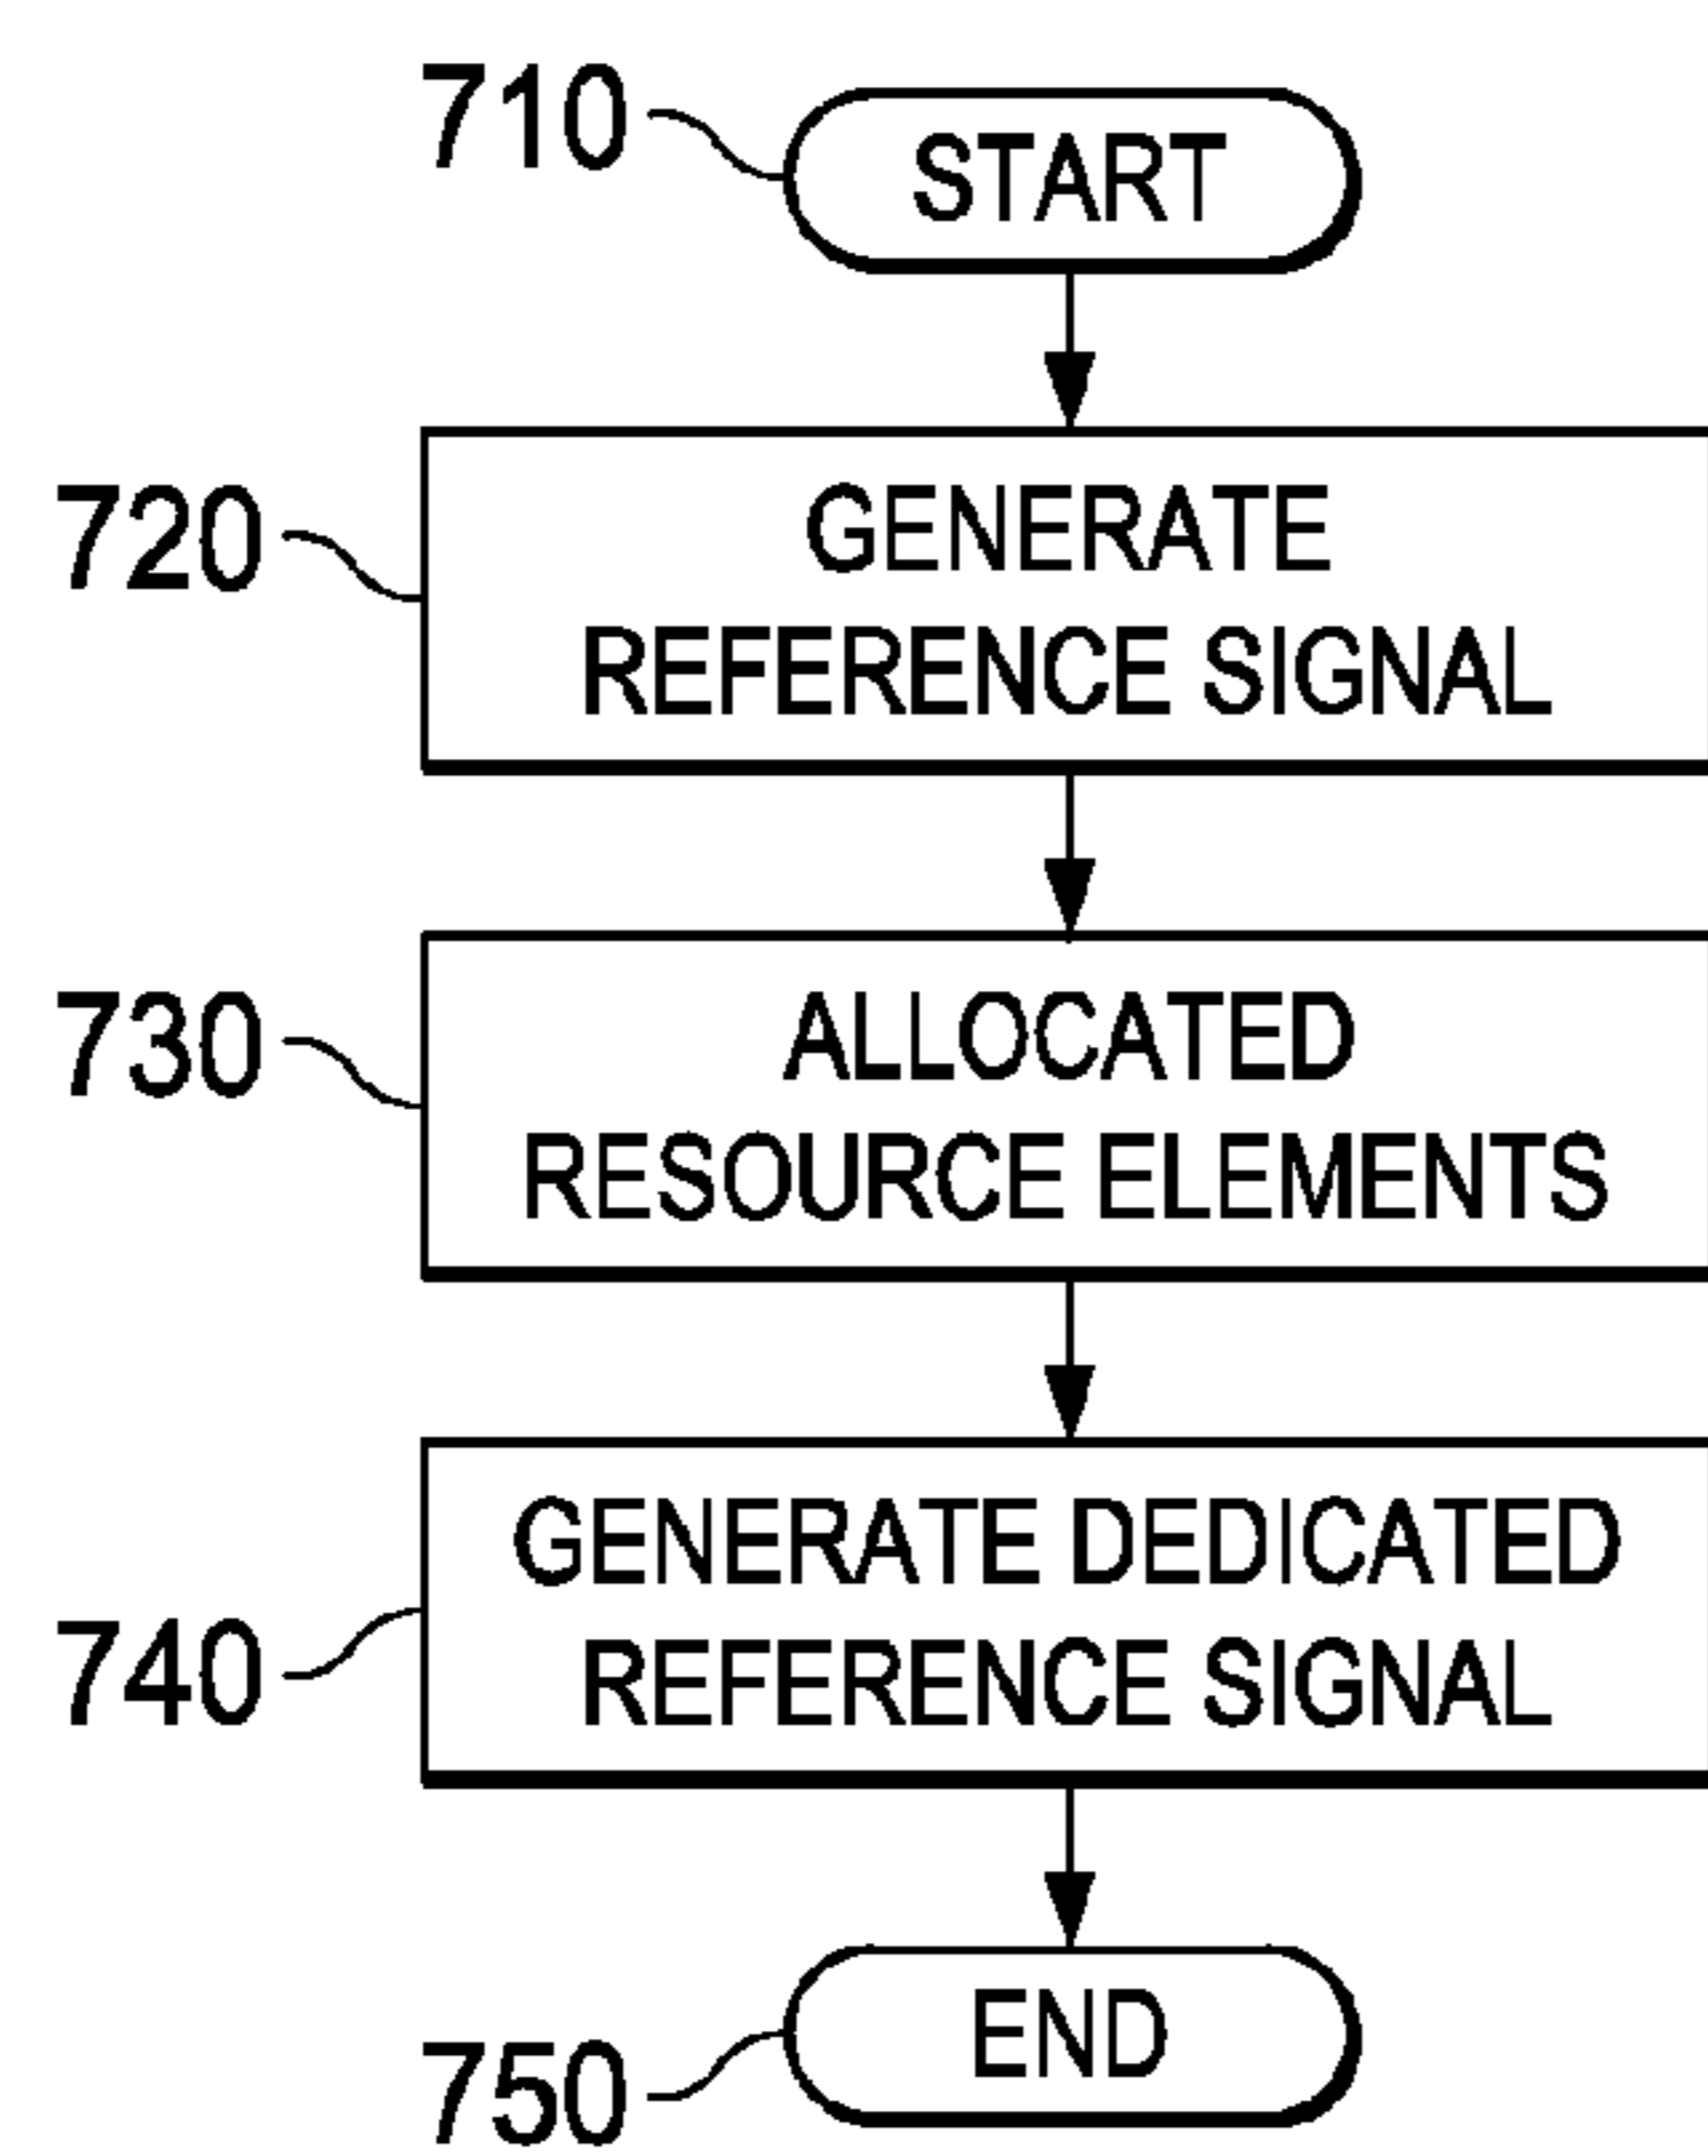 710
START
720
GENERATE
REFERENCE SIGNAL
730
ALLOCATED
RESOURCE ELEMENTS
740
GENERATE DEDICATED
REFERENCE SIGNAL
750
END